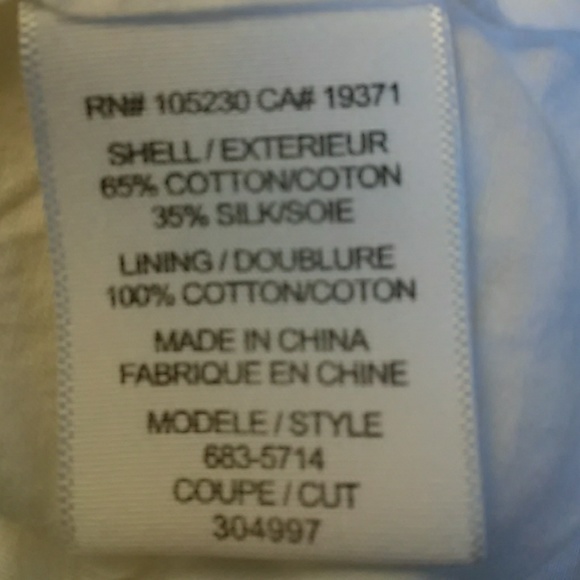 RN# 105230 CA# 19371
SHELL / EXTERIEUR
65% COTTON/COTON
35% SILK/SOIE
LINING / DOUBLURE
100% COTTON/COTON
MADE IN CHINA
FABRIQUE EN CHINE
MODELE / STYLE
683-5714
COUPE / CUT
304997